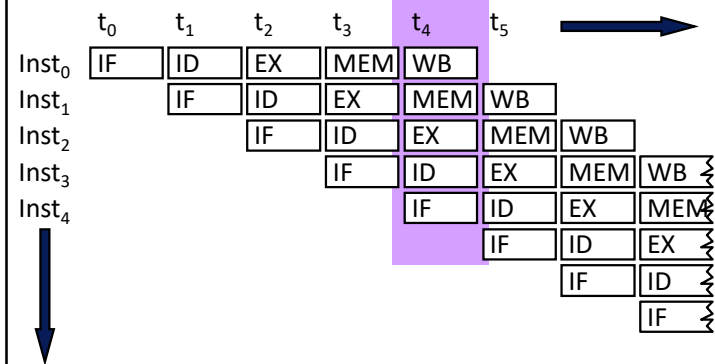 t₀ t₁ t₂ t₃ t₄ t₅
Inst₀ IF ID EX MEM WB
Inst₁ IF ID EX MEM WB
Inst₂ IF ID EX MEM WB
Inst₃ IF ID EX MEM WB
Inst₄ IF ID EX MEM
IF ID EX
IF ID
IF